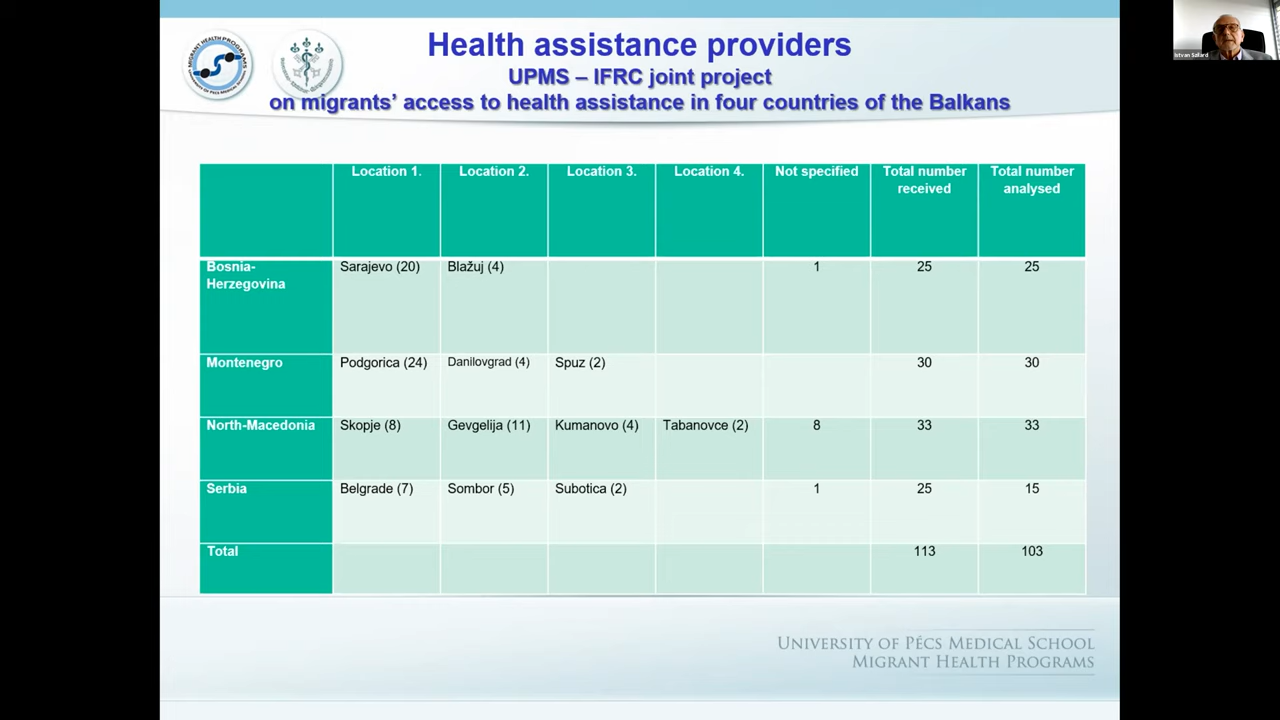 Health assistance providers
UPMS – IFRC joint project
on migrants' access to health assistance in four countries of the Balkans
Istvan Szilard
Location 1. Location 2. Location 3. Location 4. Not specified Total number received Total number analysed
Bosnia-Herzegovina Sarajevo (20) Blažuj (4) 1 25 25
Montenegro Podgorica (24) Danilovgrad (4) Spuz (2) 30 30
North-Macedonia Skopje (8) Gevgelija (11) Kumanovo (4) Tabanovce (2) 8 33 33
Serbia Belgrade (7) Sombor (5) Subotica (2) 1 25 15
Total 113 103
UNIVERSITY OF PÉCS MEDICAL SCHOOL
MIGRANT HEALTH PROGRAMS